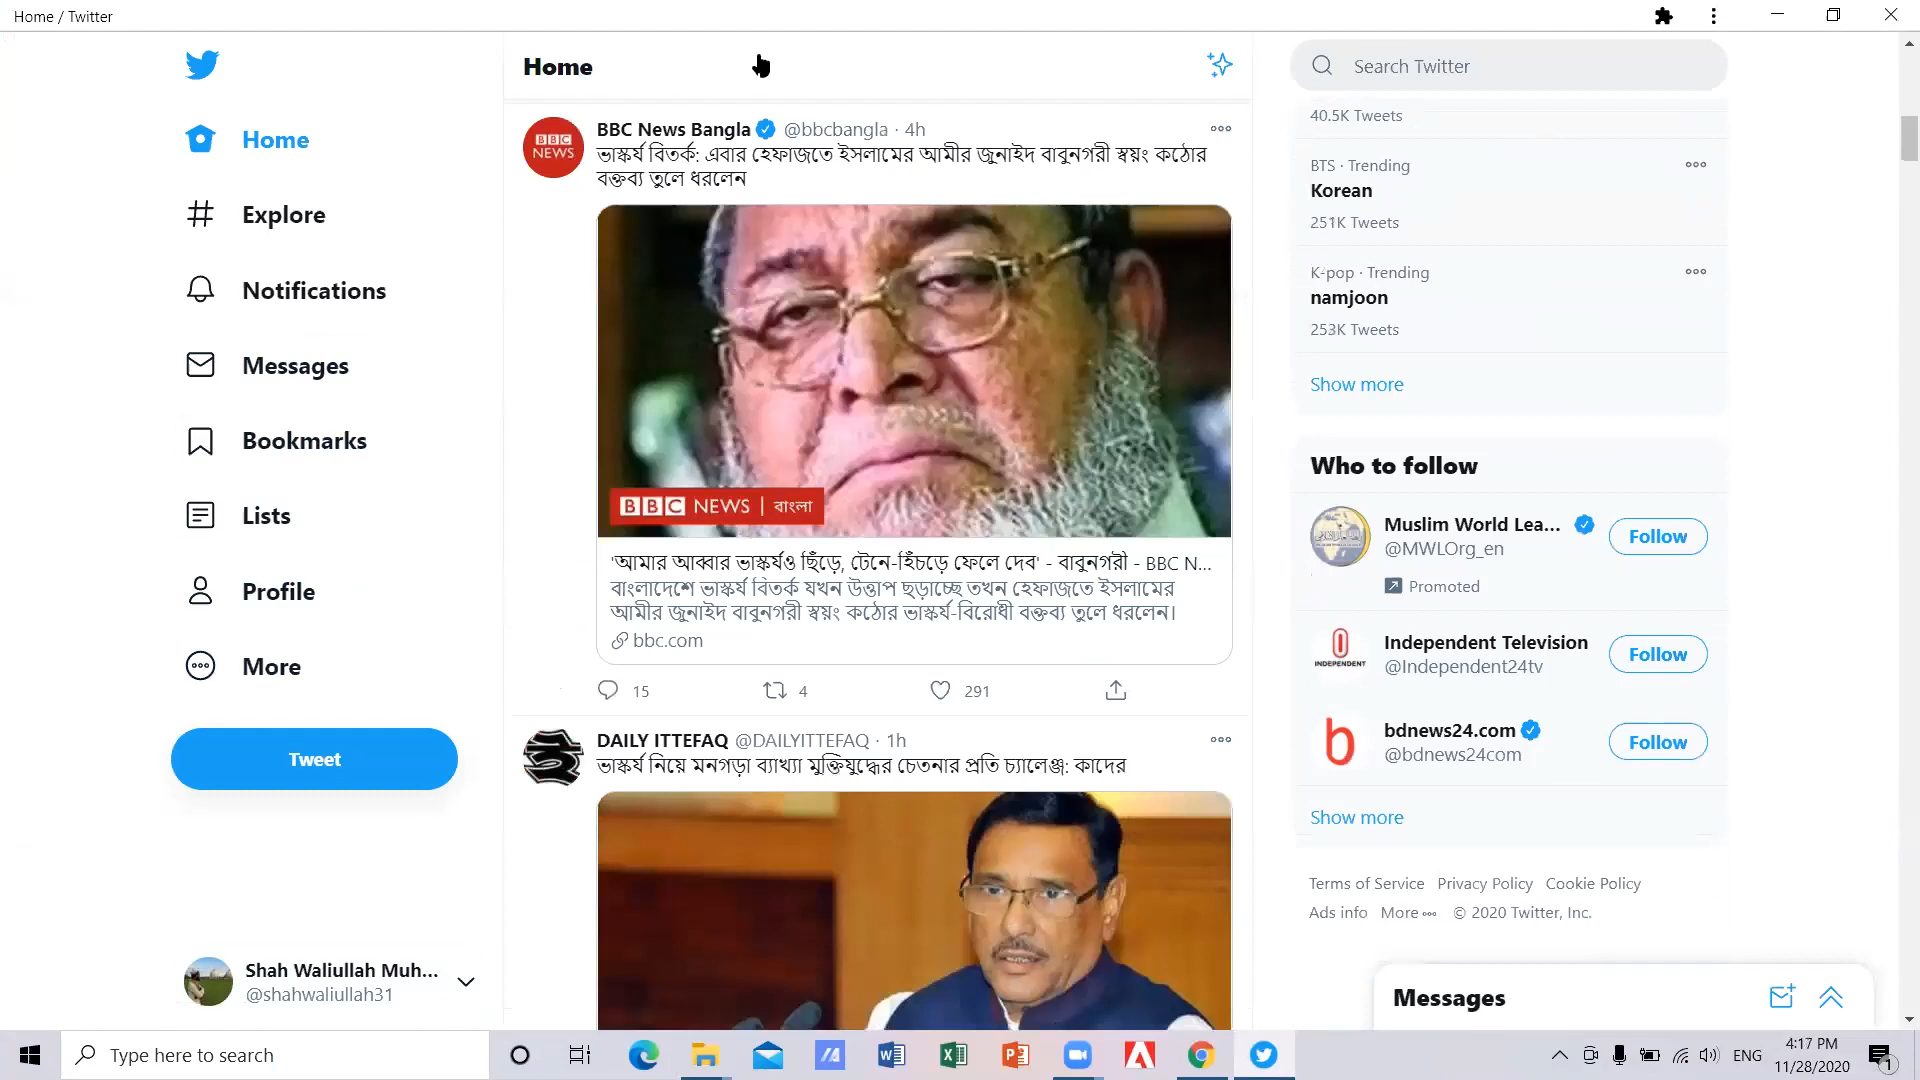 Home / Twitter
Home
Explore
Notifications
Messages
Bookmarks
Lists
Profile
More
Tweet
Shah Waliullah Muh...
@shahwaliullah31
Home
BBC NEWS
BBC News Bangla @bbcbangla · 4h
ভাস্কর্য বিতর্ক: এবার হেফাজতে ইসলামের আমীর জুনাইদ বাবুনগরী স্বয়ং কঠোর
বক্তব্য তুলে ধরলেন
BBC NEWS | বাংলা
'আমার আব্বার ভাস্কর্যও ছিঁড়ে, টেনে-হিঁচড়ে ফেলে দেব' - বাবুনগরী - BBC N...
বাংলাদেশে ভাস্কর্য বিতর্ক যখন উত্তাপ ছড়াচ্ছে তখন হেফাজতে ইসলামের
আমীর জুনাইদ বাবুনগরী স্বয়ং কঠোর ভাস্কর্য-বিরোধী বক্তব্য তুলে ধরলেন।
bbc.com
15 4 291
DAILY ITTEFAQ @DAILYITTEFAQ · 1h
ভাস্কর্য নিয়ে মনগড়া ব্যাখ্যা মুক্তিযুদ্ধের চেতনার প্রতি চ্যালেঞ্জ: কাদের
Search Twitter
40.5K Tweets
BTS · Trending
Korean
251K Tweets
K-pop · Trending
namjoon
253K Tweets
Show more
Who to follow
Muslim World Lea...
@MWLOrg_en
Follow
Promoted
INDEPENDENT
Independent Television
@Independent24tv
Follow
b
bdnews24.com
@bdnews24com
Follow
Show more
Terms of Service Privacy Policy Cookie Policy
Ads info More © 2020 Twitter, Inc.
Messages
Type here to search
ENG
4:17 PM
11/28/2020
1